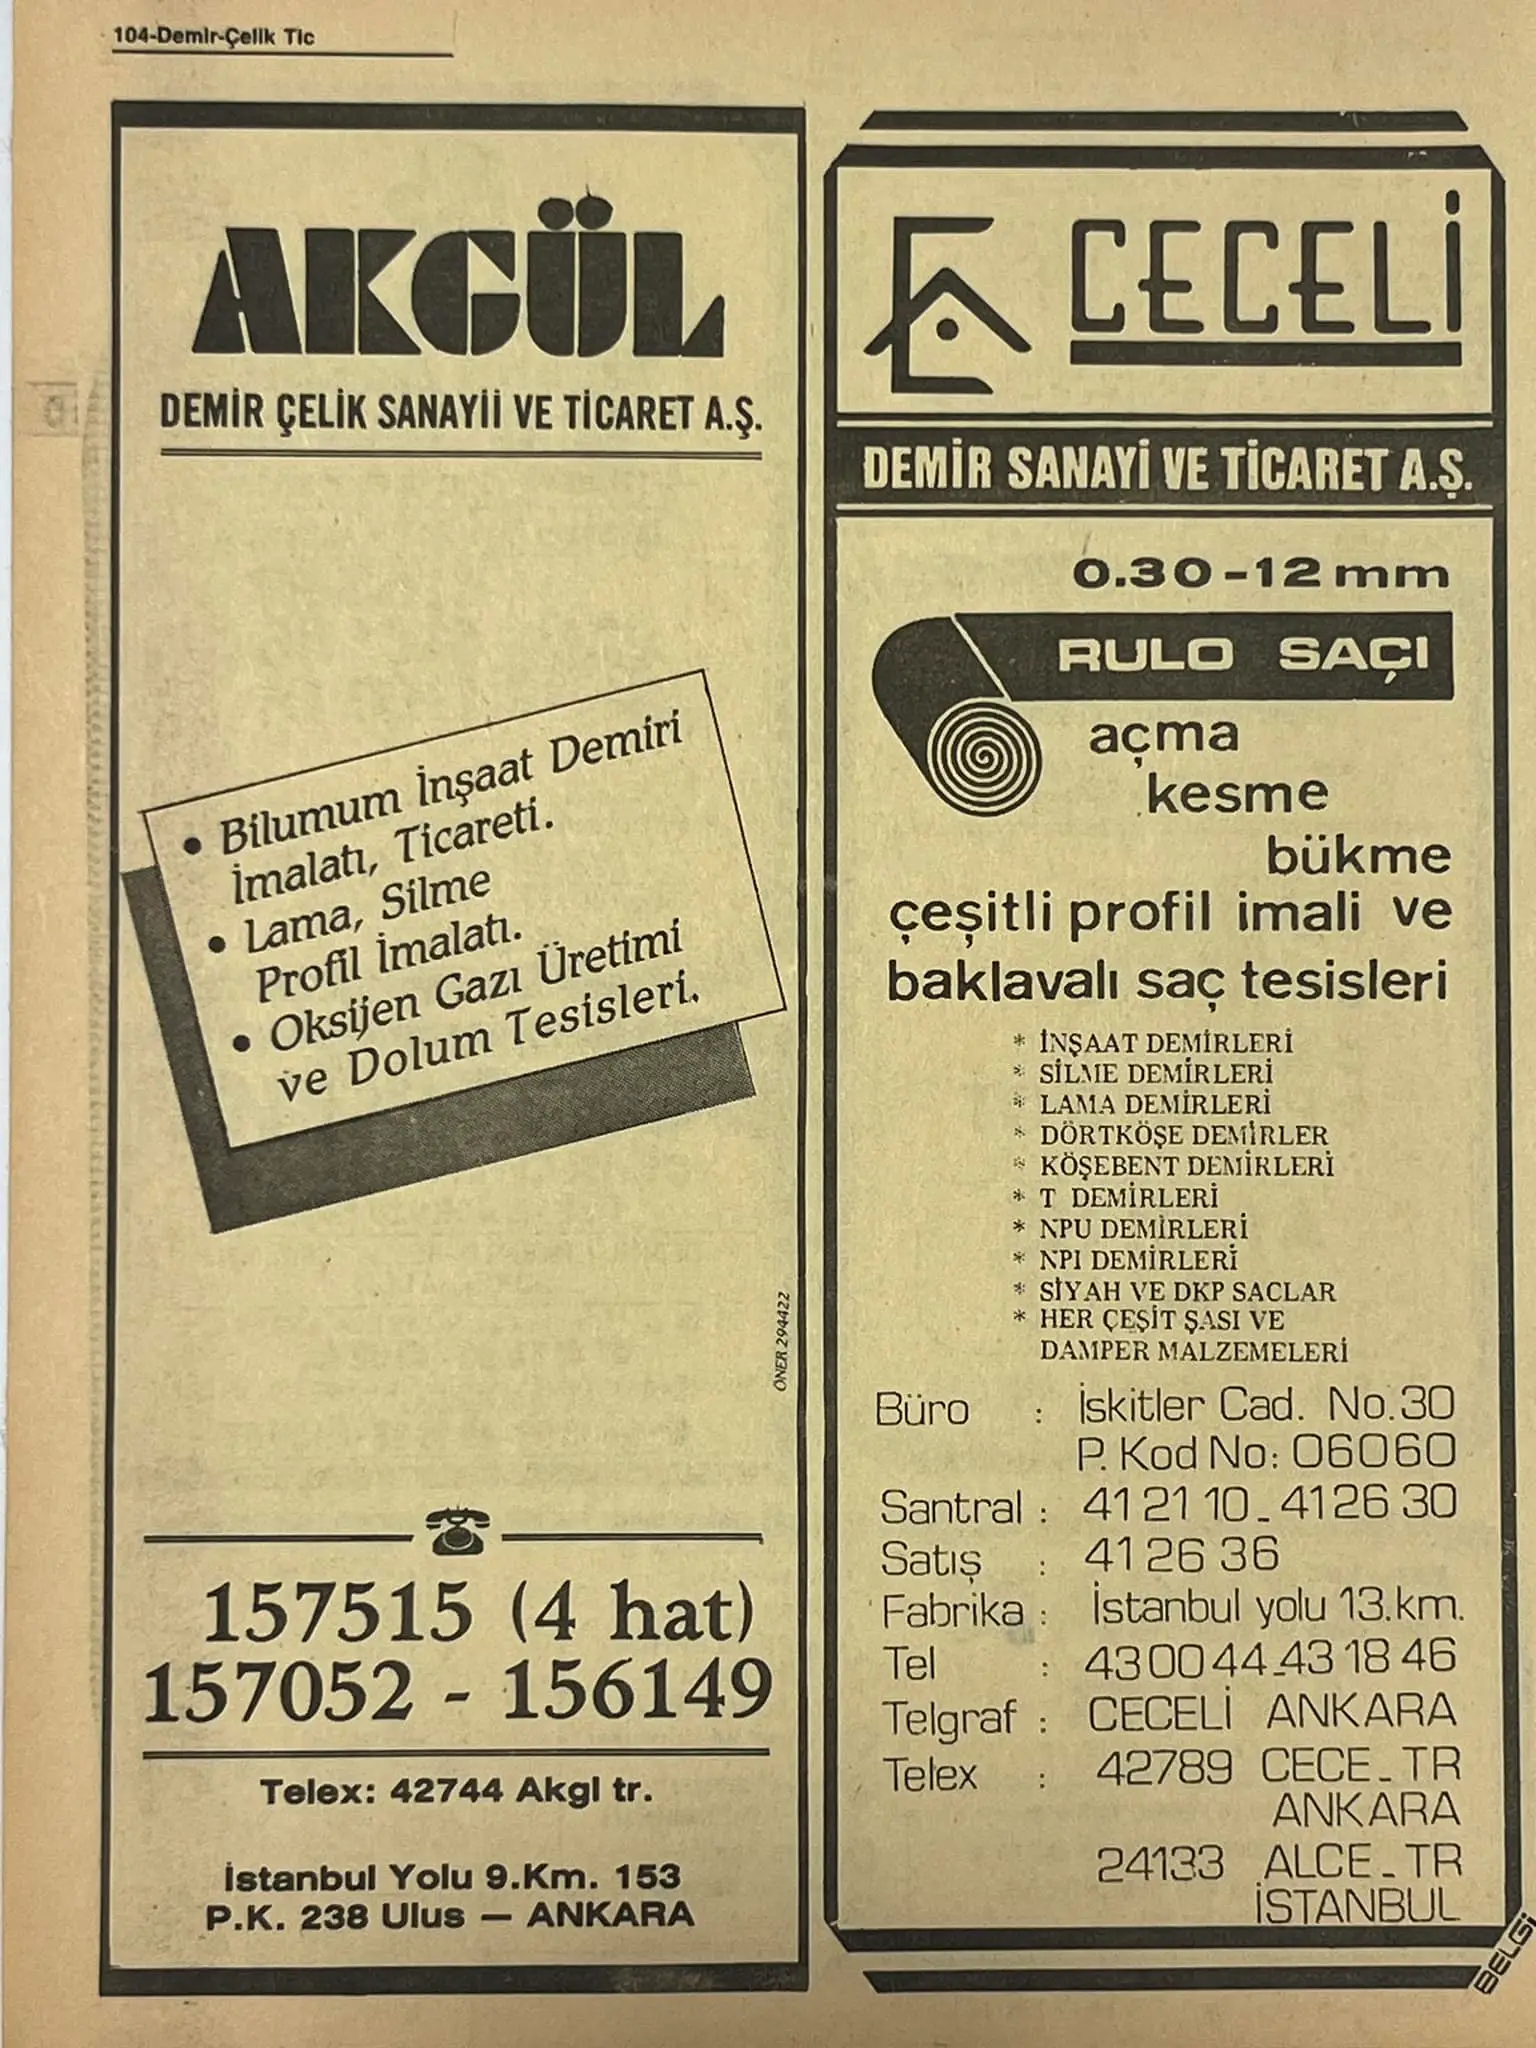 104-Demir-Çelik Tic
AKGÜL
DEMİR ÇELİK SANAYİİ VE TİCARET A.Ş.
• Bilumum İnşaat Demiri
İmalatı, Ticareti.
• Lama, Silme
Profil İmalatı.
• Oksijen Gazı Üretimi
ve Dolum Tesisleri.
ÖNER 294422
157515 (4 hat)
157052 - 156149
Telex: 42744 Akgl tr.
İstanbul Yolu 9.Km. 153
P.K. 238 Ulus — ANKARA
CECELİ
DEMİR SANAYİ VE TİCARET A.Ş.
0.30-12 mm
RULO SAÇI
açma
kesme
bükme
çeşitli profil imali ve
baklavalı saç tesisleri
* İNŞAAT DEMİRLERİ
* SİLME DEMİRLERİ
* LAMA DEMİRLERİ
* DÖRTKÖŞE DEMİRLER
* KÖŞEBENT DEMİRLERİ
* T DEMİRLERİ
* NPU DEMİRLERİ
* NPI DEMİRLERİ
* SİYAH VE DKP SACLAR
* HER ÇEŞİT ŞASI VE
DAMPER MALZEMELERİ
Büro : İskitler Cad. No.30
P. Kod No: 06060
Santral : 41 21 10 - 41 26 30
Satış : 41 26 36
Fabrika : İstanbul yolu 13.km.
Tel : 43 00 44-43 18 46
Telgraf : CECELİ ANKARA
Telex : 42789 CECE - TR
ANKARA
24133 ALCE - TR
İSTANBUL
BELGİ